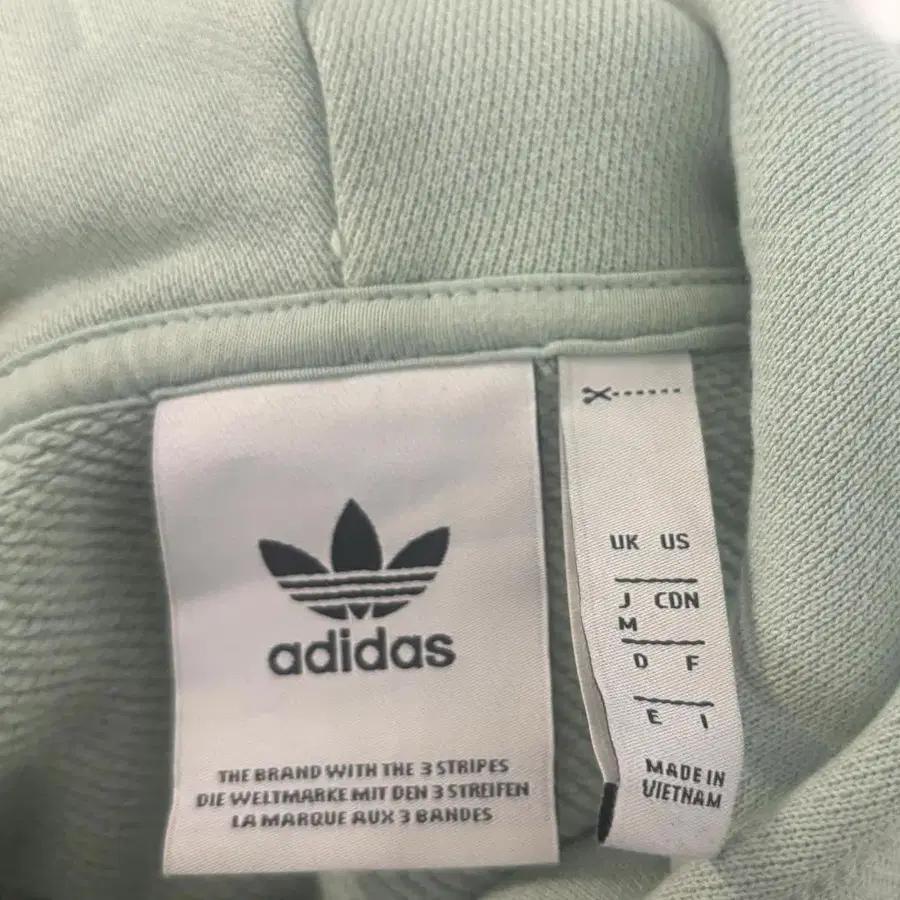 adidas
THE BRAND WITH THE 3 STRIPES
DIE WELTMARKE MIT DEN 3 STREIFEN
LA MARQUE AUX 3 BANDES
UK US
J CDN
M
D F
E I
MADE IN
VIETNAM